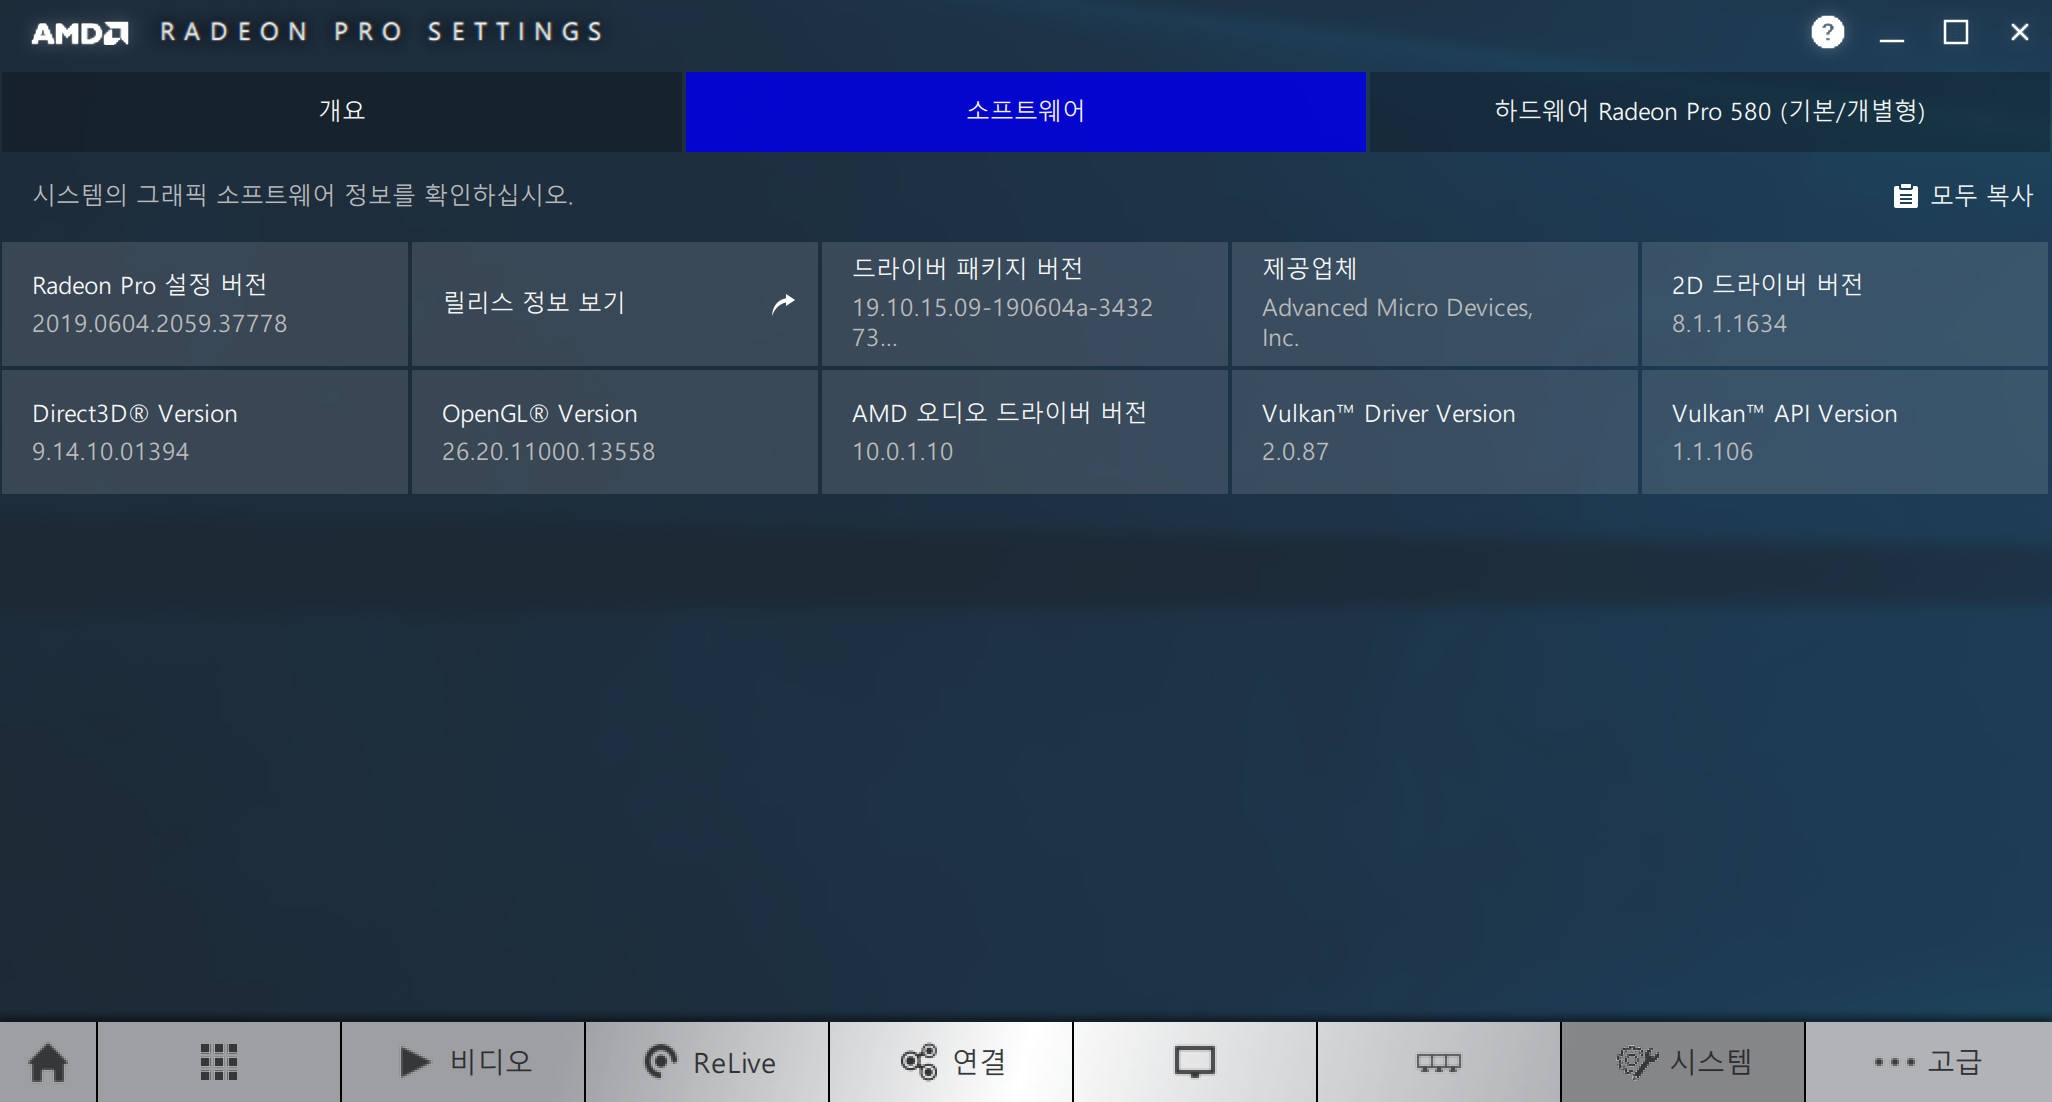 AMD RADEON PRO SETTINGS
개요
소프트웨어
하드웨어 Radeon Pro 580 (기본/개별형)
시스템의 그래픽 소프트웨어 정보를 확인하십시오.
모두 복사
Radeon Pro 설정 버전
2019.0604.2059.37778
릴리스 정보 보기
드라이버 패키지 버전
19.10.15.09-190604a-3432
73...
제공업체
Advanced Micro Devices,
Inc.
2D 드라이버 버전
8.1.1.1634
Direct3D® Version
9.14.10.01394
OpenGL® Version
26.20.11000.13558
AMD 오디오 드라이버 버전
10.0.1.10
Vulkan™ Driver Version
2.0.87
Vulkan™ API Version
1.1.106
비디오
ReLive
연결
시스템
고급